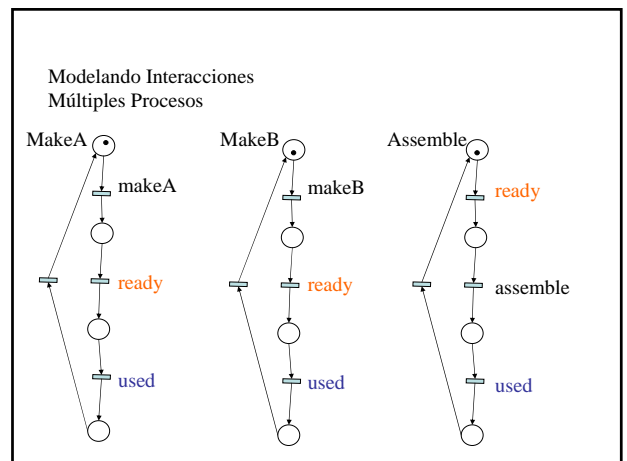 Modelando Interacciones
Múltiples Procesos
MakeA
MakeB
Assemble
makeA
makeB
ready
ready
ready
assemble
used
used
used